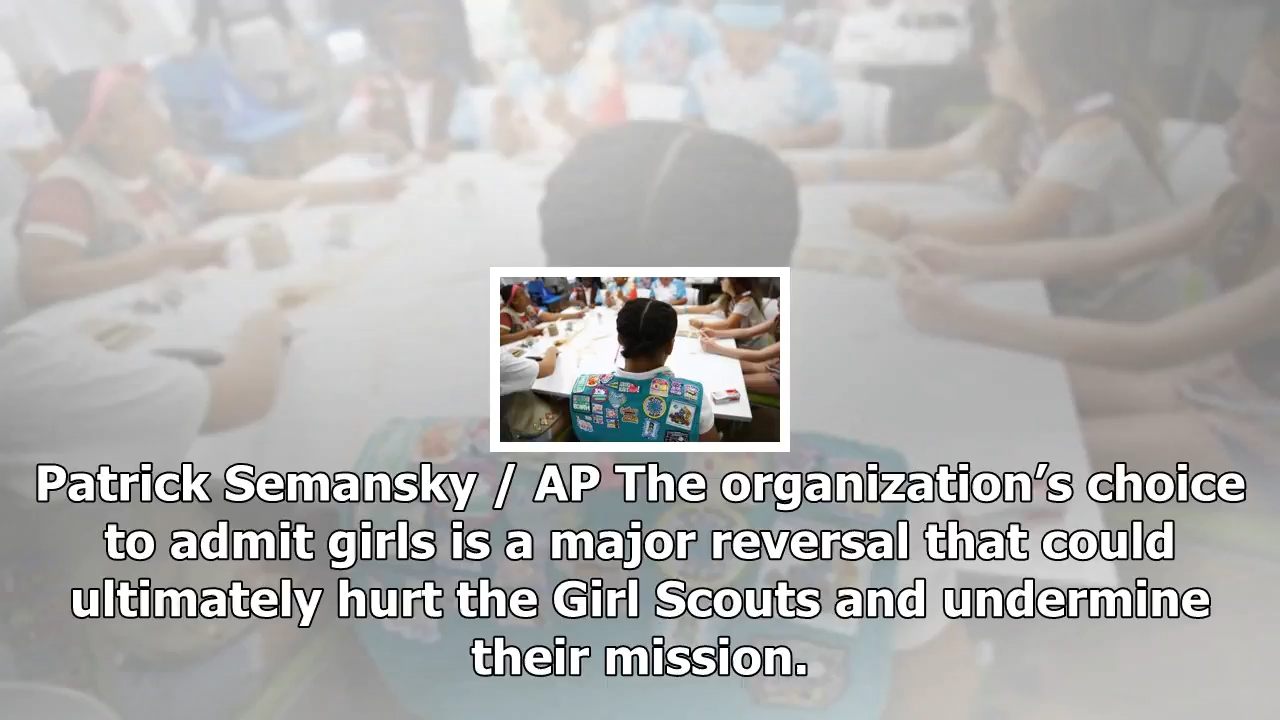 Patrick Semansky / AP The organization’s choice
to admit girls is a major reversal that could
ultimately hurt the Girl Scouts and undermine
their mission.